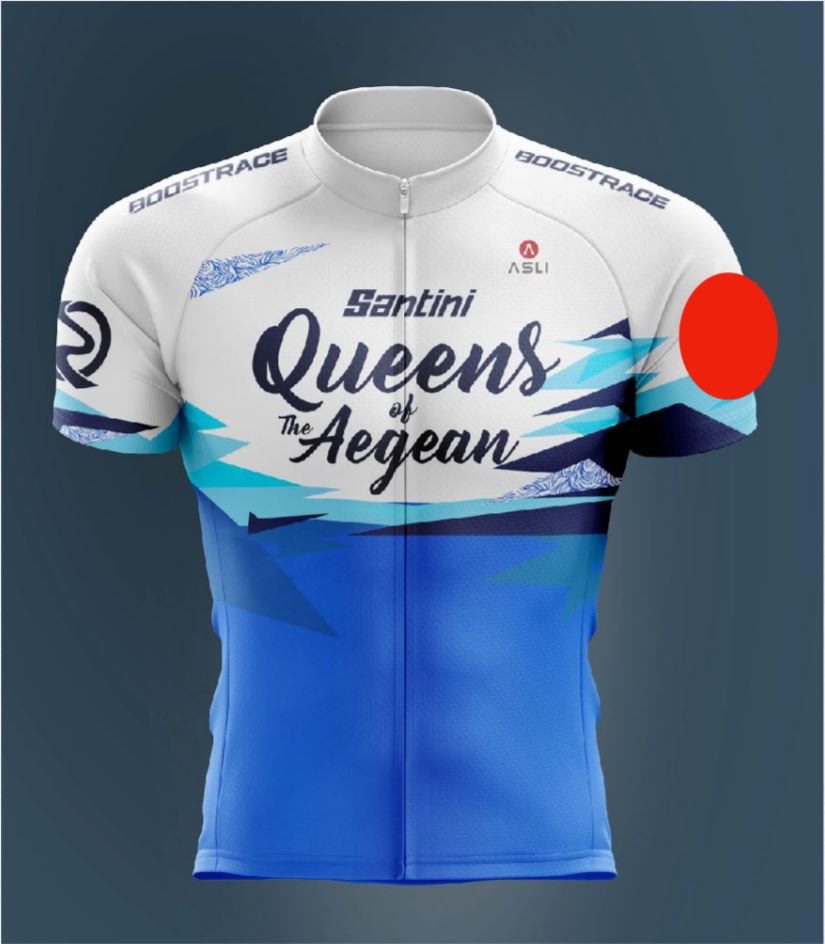 BOOSTRACE
BOOSTRACE
ASLI
Santini
Queens
of
The Aegean